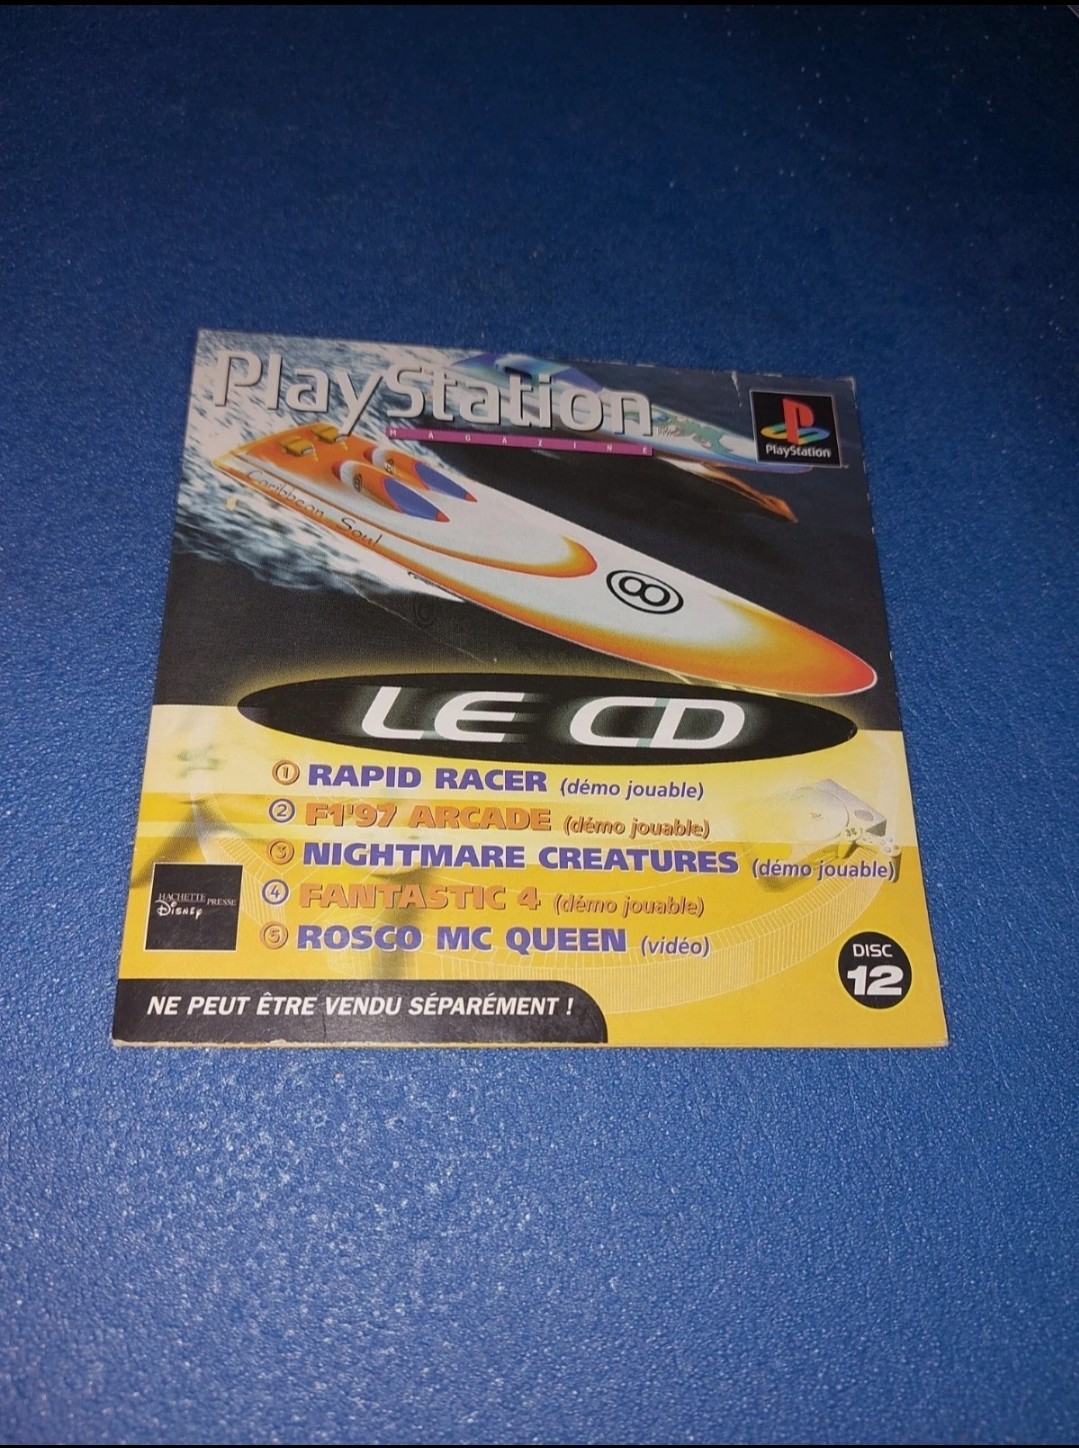 PlayStation
MAGAZINE
PlayStation
Caribbean Soul
8
LE CD
1 RAPID RACER (démo jouable)
2 F1'97 ARCADE (démo jouable)
3 NIGHTMARE CREATURES (démo jouable)
4 FANTASTIC 4 (démo jouable)
5 ROSCO MC QUEEN (vidéo)
HACHETTE
DISNEY PRESSE
DISC
12
NE PEUT ÊTRE VENDU SÉPARÉMENT !